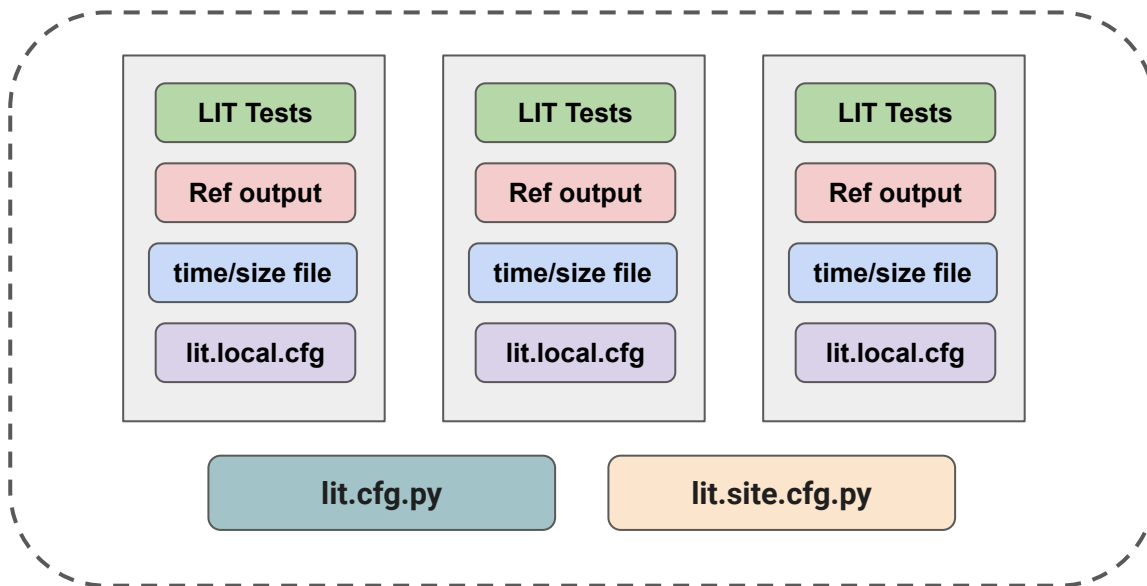 LIT Tests
Ref output
time/size file
lit.local.cfg
LIT Tests
Ref output
time/size file
lit.local.cfg
LIT Tests
Ref output
time/size file
lit.local.cfg
lit.cfg.py
lit.site.cfg.py